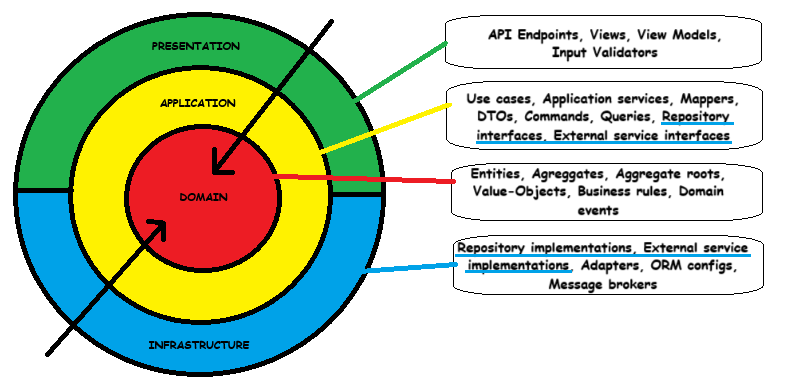 PRESENTATION
APPLICATION
DOMAIN
INFRASTRUCTURE
API Endpoints, Views, View Models,
Input Validators
Use cases, Application services, Mappers,
DTOs, Commands, Queries, Repository
interfaces, External service interfaces
Entities, Agreggates, Aggregate roots,
Value-Objects, Business rules, Domain
events
Repository implementations, External service
implementations, Adapters, ORM configs,
Message brokers